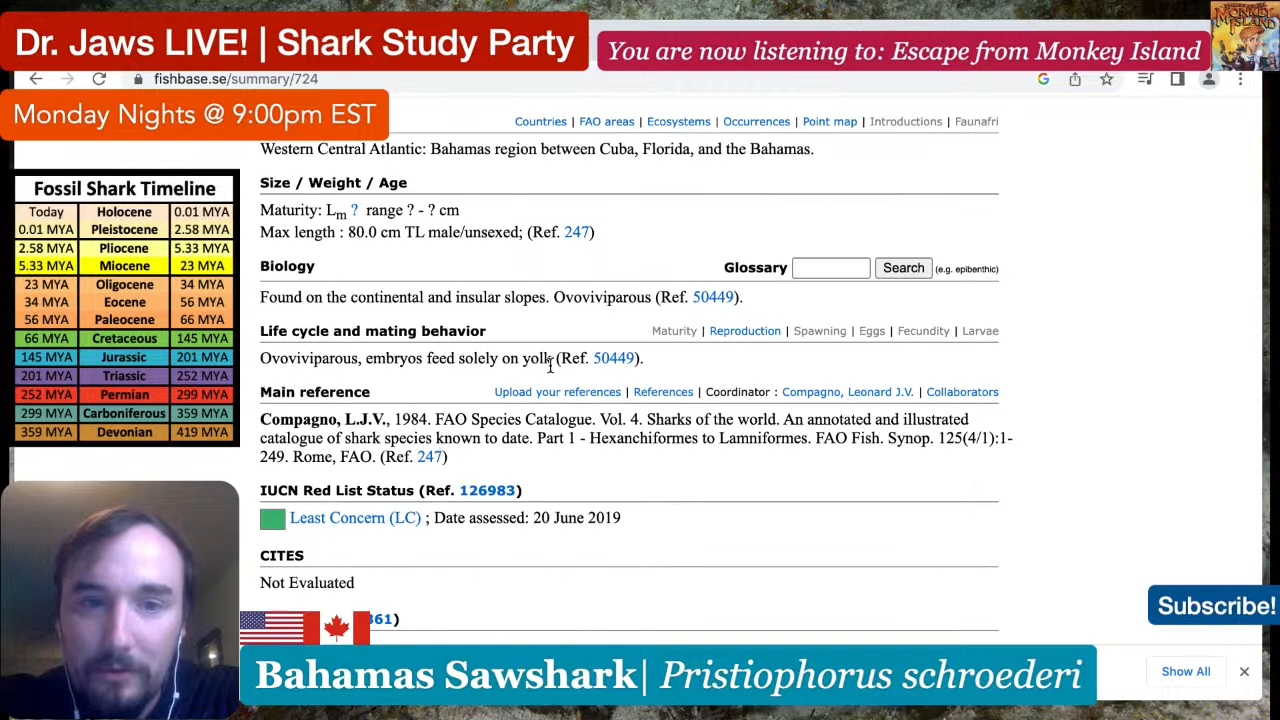 Dr. Jaws LIVE! | Shark Study Party
You are now listening to: Escape from Monkey Island
MONKEY
ISLAND
fishbase.se/summary/724
Monday Nights @ 9:00pm EST
Countries | FAO areas | Ecosystems | Occurrences | Point map | Introductions | Faunafri
Western Central Atlantic: Bahamas region between Cuba, Florida, and the Bahamas.
Size / Weight / Age
Maturity: Lm ? range ? - ? cm
Max length : 80.0 cm TL male/unsexed; (Ref. 247)
Biology Glossary Search (e.g. epibenthic)
Found on the continental and insular slopes. Ovoviviparous (Ref. 50449).
Life cycle and mating behavior Maturity | Reproduction | Spawning | Eggs | Fecundity | Larvae
Ovoviviparous, embryos feed solely on yolk (Ref. 50449).
Main reference Upload your references | References | Coordinator : Compagno, Leonard J.V. | Collaborators
Compagno, L.J.V., 1984. FAO Species Catalogue. Vol. 4. Sharks of the world. An annotated and illustrated
catalogue of shark species known to date. Part 1 - Hexanchiformes to Lamniformes. FAO Fish. Synop. 125(4/1):1-
249. Rome, FAO. (Ref. 247)
IUCN Red List Status (Ref. 126983)
Least Concern (LC) ; Date assessed: 20 June 2019
CITES
Not Evaluated
361)
Fossil Shark Timeline
Today Holocene 0.01 MYA
0.01 MYA Pleistocene 2.58 MYA
2.58 MYA Pliocene 5.33 MYA
5.33 MYA Miocene 23 MYA
23 MYA Oligocene 34 MYA
34 MYA Eocene 56 MYA
56 MYA Paleocene 66 MYA
66 MYA Cretaceous 145 MYA
145 MYA Jurassic 201 MYA
201 MYA Triassic 252 MYA
252 MYA Permian 299 MYA
299 MYA Carboniferous 359 MYA
359 MYA Devonian 419 MYA
Subscribe!
Bahamas Sawshark| Pristiophorus schroederi
Show All